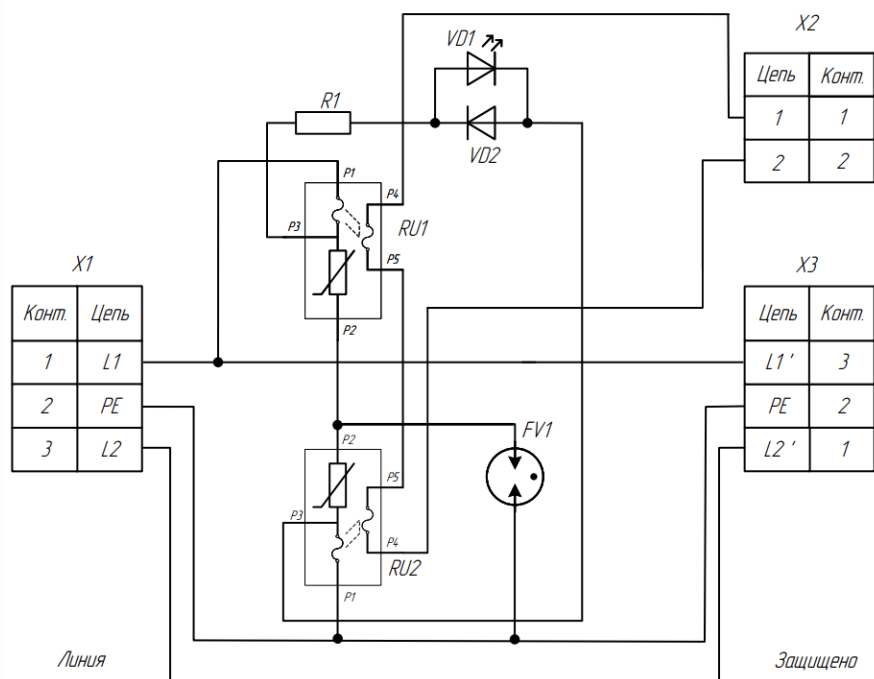 X2
VD1
Цепь Конт.
R1
1 1
VD2
2 2
P1
P4
P3
RU1
P5
X1
X3
P2
Конт. Цепь
Цепь Конт.
1 L1
L1' 3
2 PE
PE 2
FV1
P2
3 L2
L2' 1
P5
P3
P4
RU2
P1
Линия
Защищено